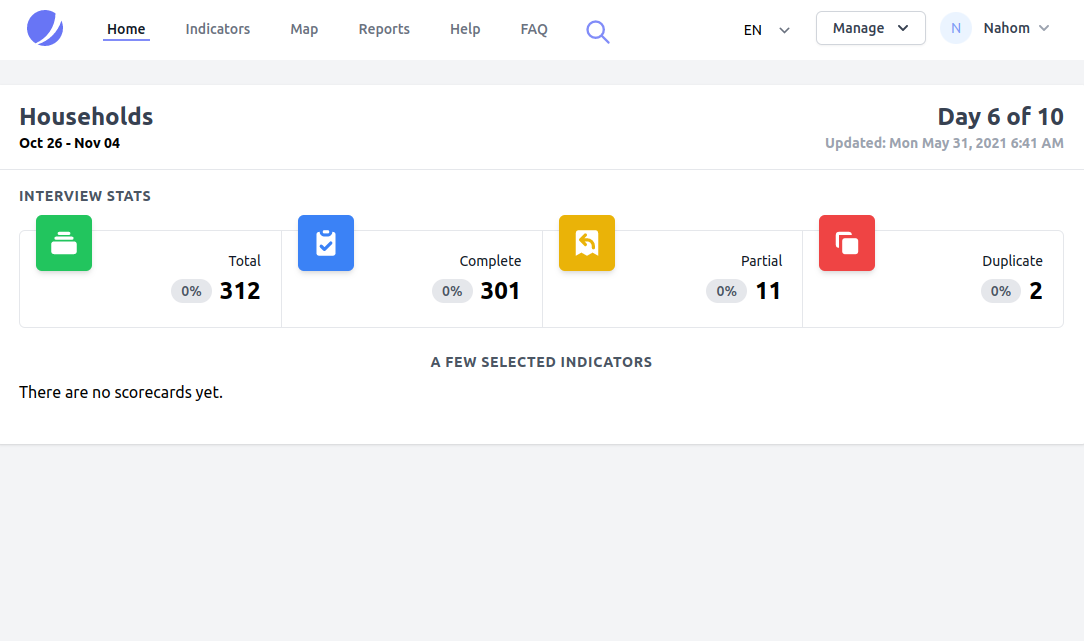 Home Indicators Map Reports Help FAQ EN Manage N Nahom
Households Day 6 of 10
Oct 26 - Nov 04 Updated: Mon May 31, 2021 6:41 AM
INTERVIEW STATS
Total Complete Partial Duplicate
0% 312 0% 301 0% 11 0% 2
A FEW SELECTED INDICATORS
There are no scorecards yet.